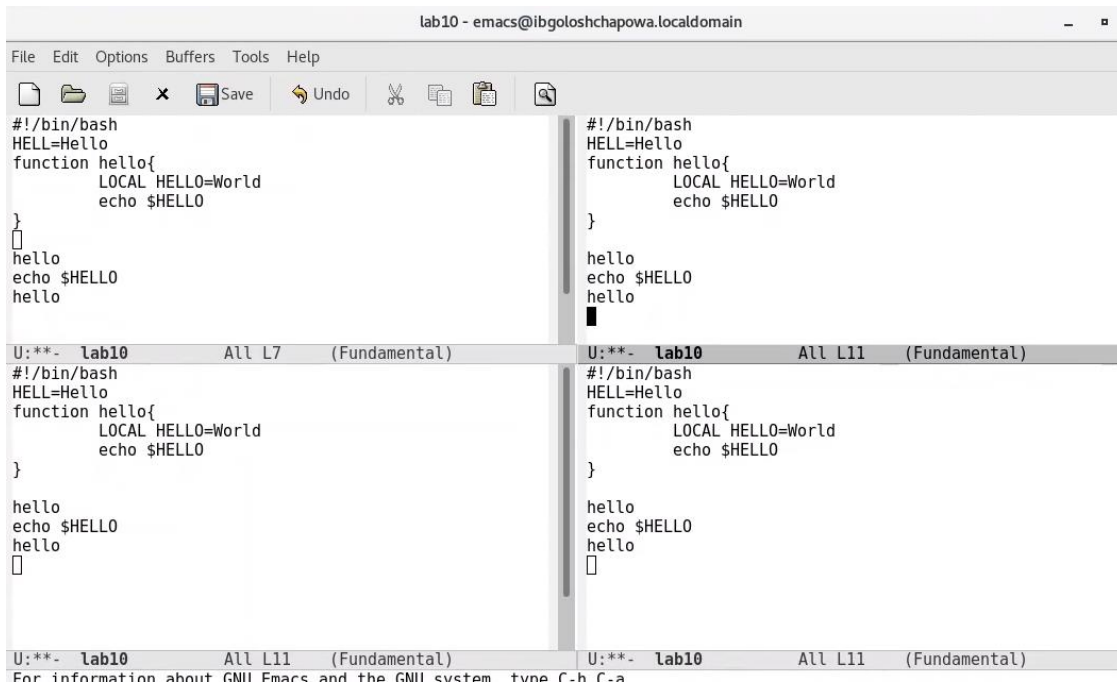 lab10 - emacs@ibgoloshchapowa.localdomain
File Edit Options Buffers Tools Help
Save Undo
#!/bin/bash
HELL=Hello
function hello{
LOCAL HELLO=World
echo $HELLO
}
hello
echo $HELLO
hello
U:**- lab10 All L7 (Fundamental)
#!/bin/bash
HELL=Hello
function hello{
LOCAL HELLO=World
echo $HELLO
}
hello
echo $HELLO
hello
U:**- lab10 All L11 (Fundamental)
#!/bin/bash
HELL=Hello
function hello{
LOCAL HELLO=World
echo $HELLO
}
hello
echo $HELLO
hello
U:**- lab10 All L11 (Fundamental)
#!/bin/bash
HELL=Hello
function hello{
LOCAL HELLO=World
echo $HELLO
}
hello
echo $HELLO
hello
U:**- lab10 All L11 (Fundamental)
For information about GNU Emacs and the GNU system, type C-h C-a.